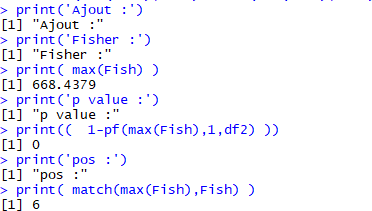 > print('Ajout :')
[1] "Ajout :"
> print('Fisher :')
[1] "Fisher :"
> print( max(Fish) )
[1] 668.4379
> print('p value :')
[1] "p value :"
> print((  1-pf(max(Fish),1,df2) ))
[1] 0
> print('pos :')
[1] "pos :"
> print( match(max(Fish),Fish) )
[1] 6